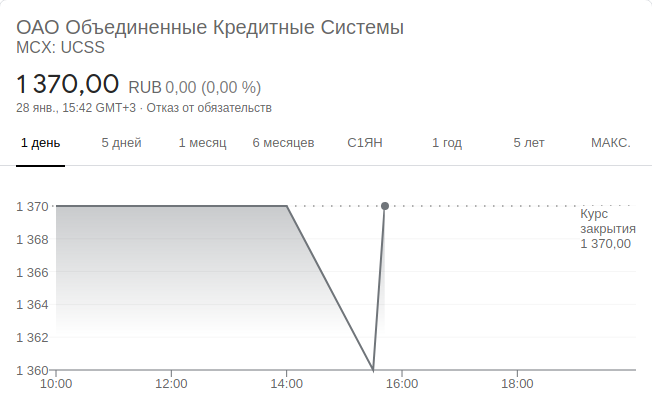 ОАО Объединенные Кредитные Системы
MCX: UCSS
1 370,00 RUB 0,00 (0,00 %)
28 янв., 15:42 GMT+3 · Отказ от обязательств
1 день 5 дней 1 месяц 6 месяцев С1ЯН 1 год 5 лет МАКС.
1 370
Курс
закрытия
1 370,00
1 368
1 366
1 364
1 362
1 360
10:00 12:00 14:00 16:00 18:00